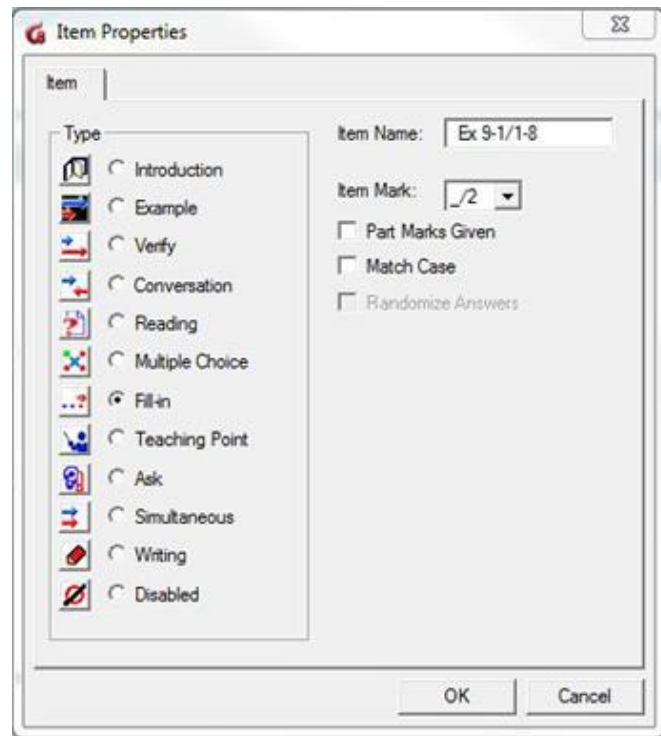 Item Properties
Item
Type
Introduction
Example
Verify
Conversation
Reading
Multiple Choice
Fill-in
Teaching Point
Ask
Simultaneous
Writing
Disabled
Item Name: Ex 9-1/1-8
Item Mark: _/2
Part Marks Given
Match Case
Randomize Answers
OK Cancel